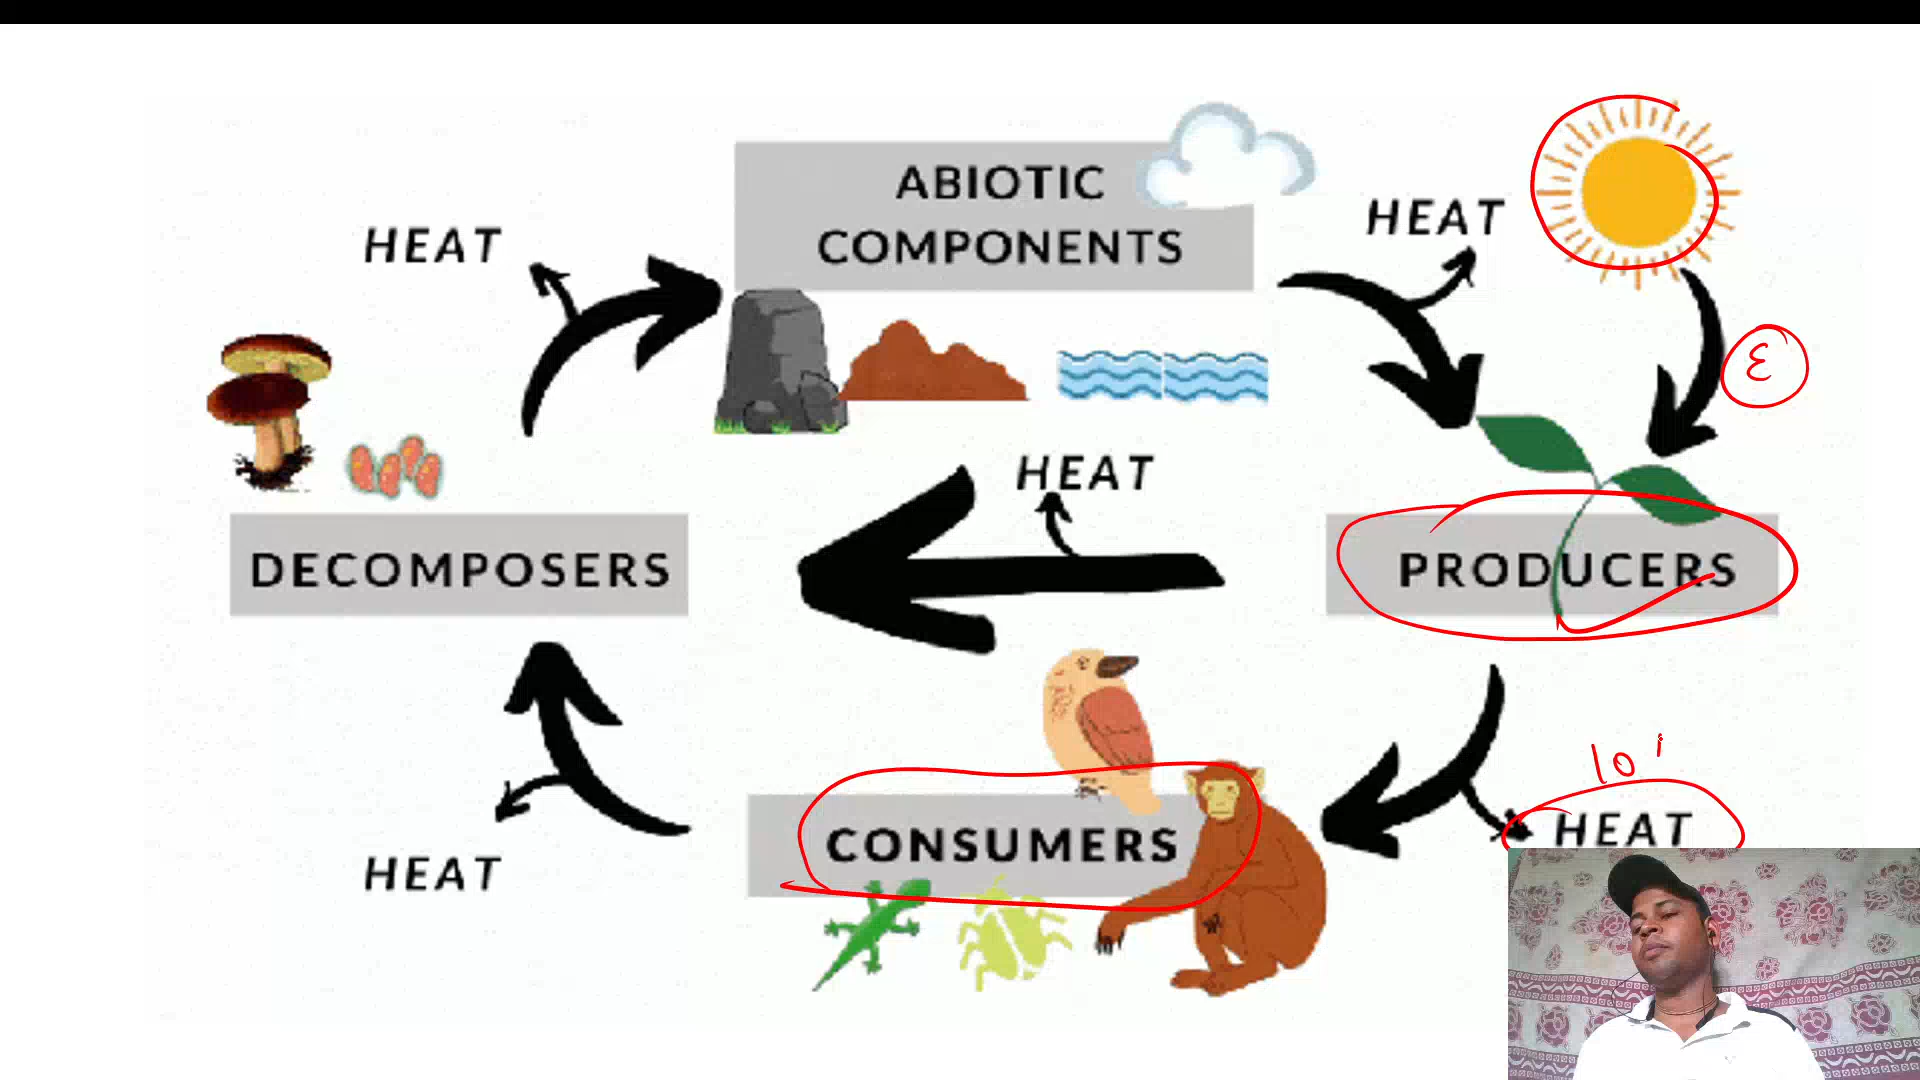 ABIOTIC
COMPONENTS
HEAT
HEAT
ε
HEAT
DECOMPOSERS
PRODUCERS
10
HEAT
CONSUMERS
HEAT